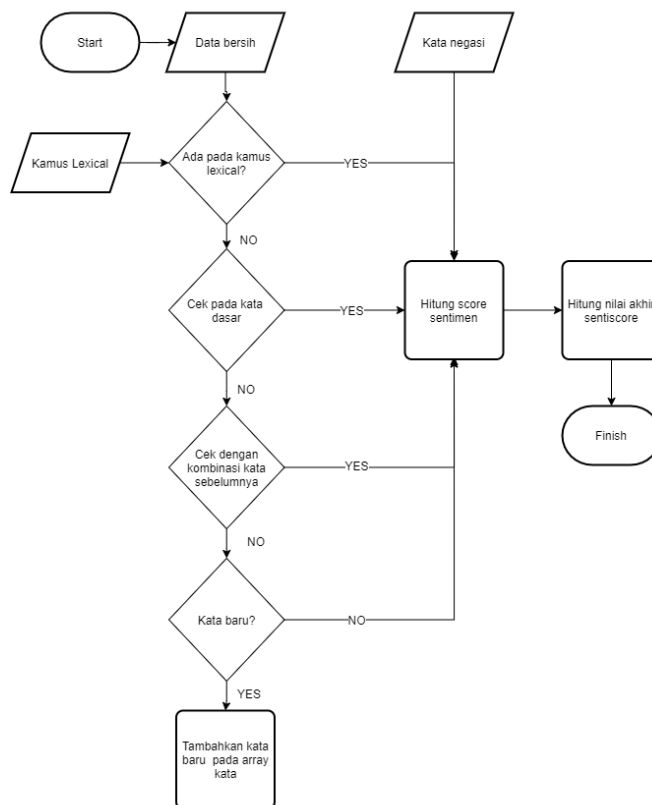 Start
Data bersih
Kata negasi
Kamus Lexical
Ada pada kamus
lexical?
YES
NO
Cek pada kata
dasar
YES
Hitung score
sentimen
Hitung nilai akhir
sentiscore
NO
Cek dengan
kombinasi kata
sebelumnya
YES
Finish
NO
Kata baru?
NO
YES
Tambahkan kata
baru pada array
kata